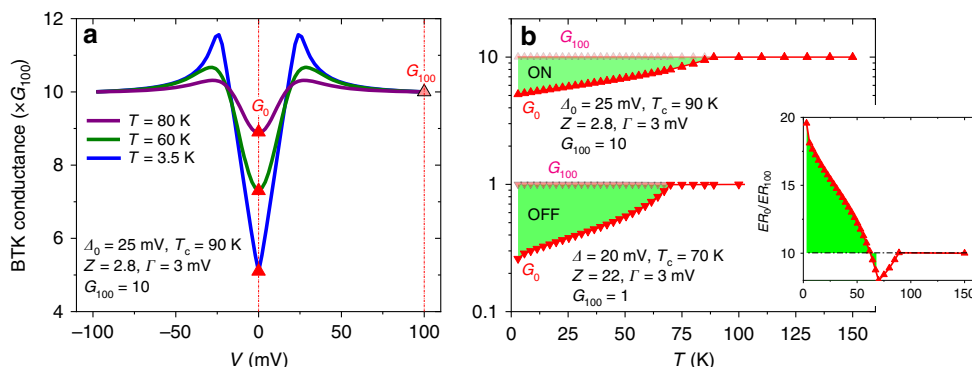 a
BTK conductance (×G₁₀₀)
12
10
8
6
4
G₁₀₀
G₀
T = 80 K
T = 60 K
T = 3.5 K
Δ₀ = 25 mV, T꜀ = 90 K
Z = 2.8, Γ = 3 mV
G₁₀₀ = 10
−100
−50
0
50
100
V (mV)
b
10
1
0.1
G₁₀₀
ON
G₀
Δ₀ = 25 mV, T꜀ = 90 K
Z = 2.8, Γ = 3 mV
G₁₀₀ = 10
G₁₀₀
OFF
G₀
Δ = 20 mV, T꜀ = 70 K
Z = 22, Γ = 3 mV
G₁₀₀ = 1
0
25
50
75
100
125
150
T (K)
ER₀/ER₁₀₀
20
15
10
0
50
100
150